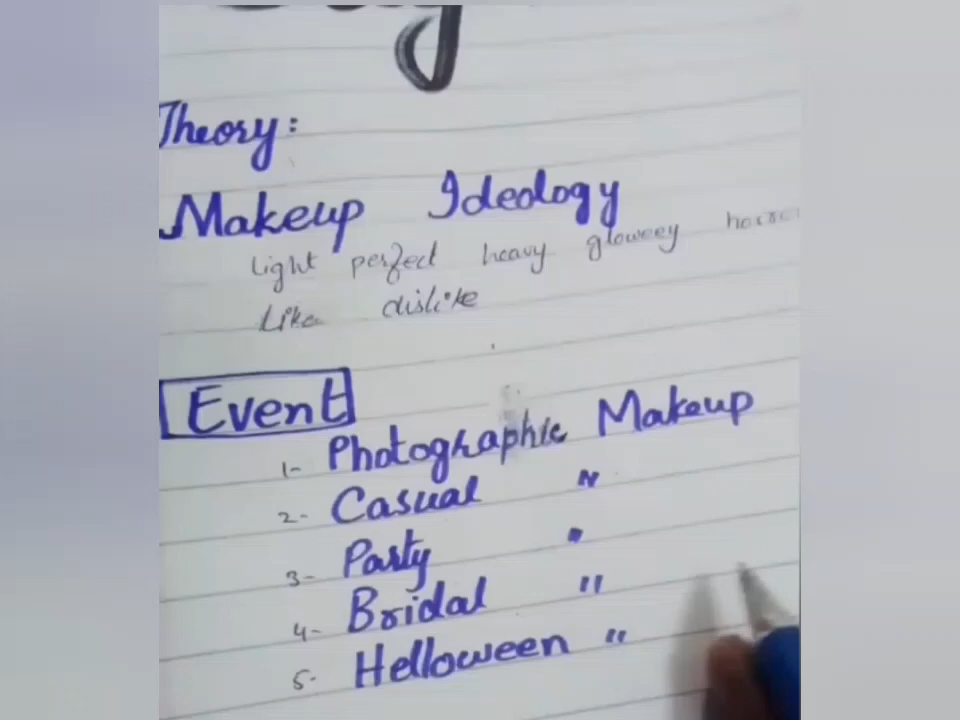 Theory:
Makeup Ideology
Light perfect heavy gloweey
Like dislike
Event
1- Photographic Makeup
2- Casual "
3- Party "
4- Bridal "
5- Helloween "